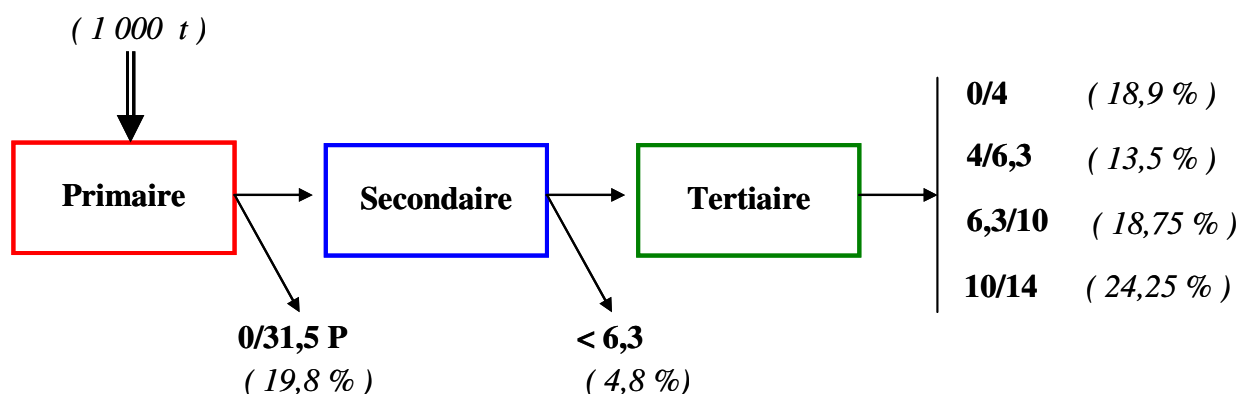 ( 1 000 t )
Primaire
Secondaire
Tertiaire
0/4 ( 18,9 % )
4/6,3 ( 13,5 % )
6,3/10 ( 18,75 % )
10/14 ( 24,25 % )
0/31,5 P
( 19,8 % )
< 6,3
( 4,8 %)